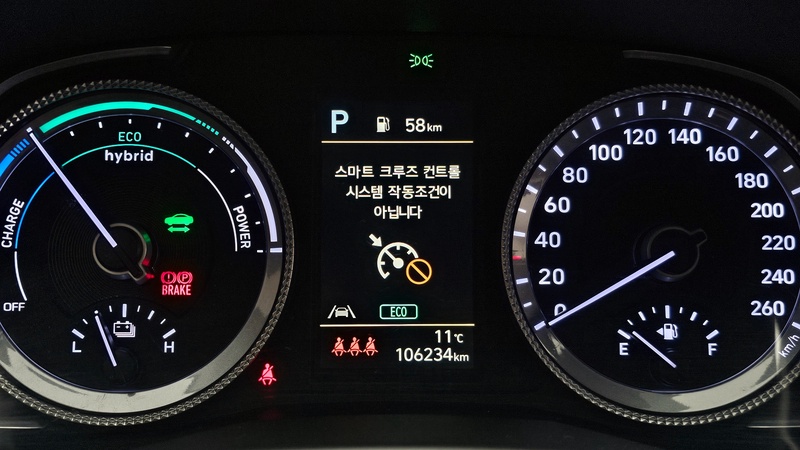 P 58km
스마트 크루즈 컨트롤
시스템 작동조건이
아닙니다
ECO
11℃
106234km
ECO
hybrid
CHARGE
POWER
OFF
P
BRAKE
L H
0
20
40
60
80
100
120
140
160
180
200
220
240
260
km/h
E F